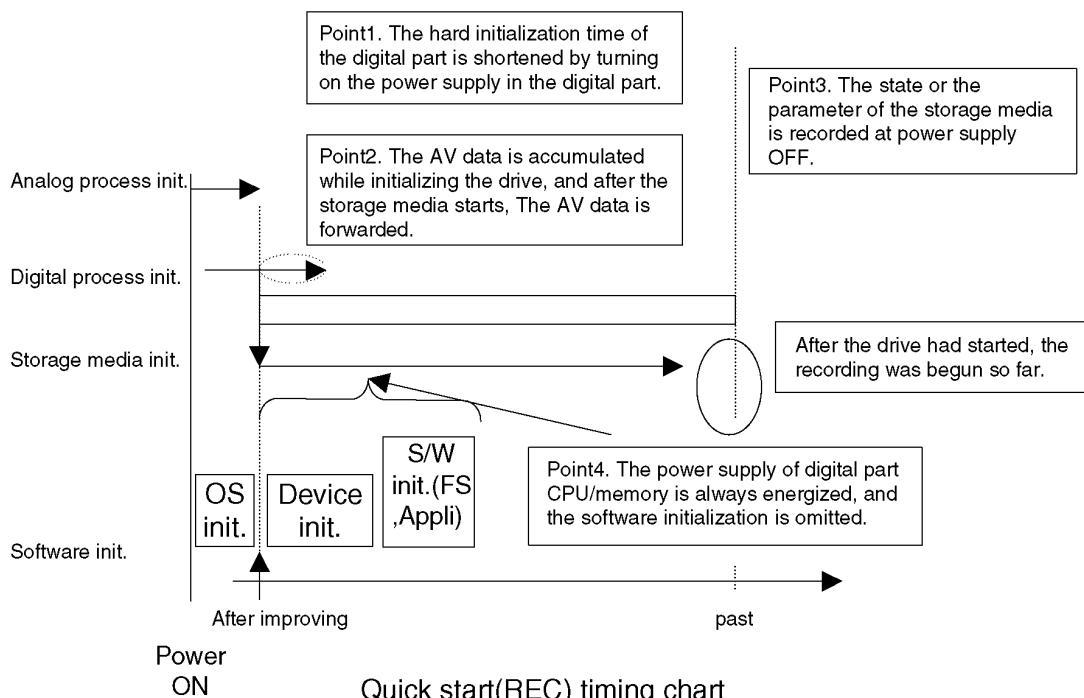 Point1. The hard initialization time of
the digital part is shortened by turning
on the power supply in the digital part.
Point3. The state or the
parameter of the storage media
is recorded at power supply
OFF.
Point2. The AV data is accumulated
while initializing the drive, and after the
storage media starts, The AV data is
forwarded.
Analog process init.
Digital process init.
Storage media init.
After the drive had started, the
recording was begun so far.
OS
init.
Device
init.
S/W
init.(FS
,Appli)
Point4. The power supply of digital part
CPU/memory is always energized, and
the software initialization is omitted.
Software init.
After improving
past
Power
ON
Quick start(REC) timing chart